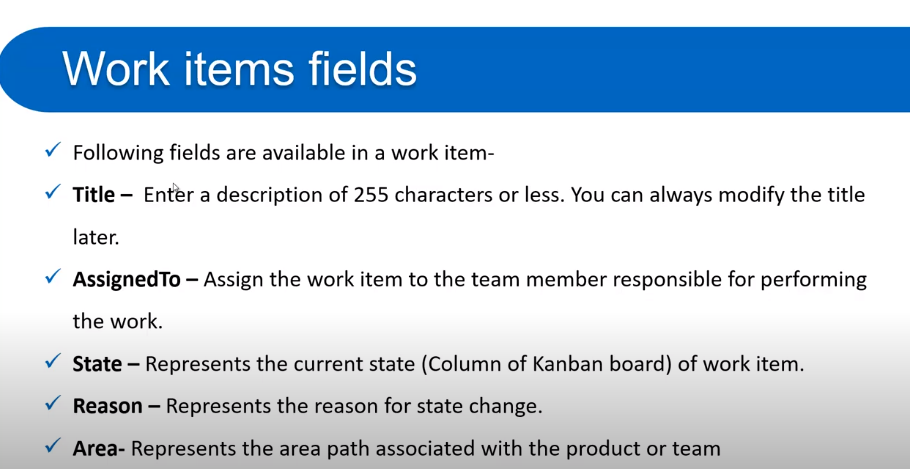 Work items fields
Following fields are available in a work item-
Title – Enter a description of 255 characters or less. You can always modify the title
later.
AssignedTo – Assign the work item to the team member responsible for performing
the work.
State – Represents the current state (Column of Kanban board) of work item.
Reason – Represents the reason for state change.
Area- Represents the area path associated with the product or team